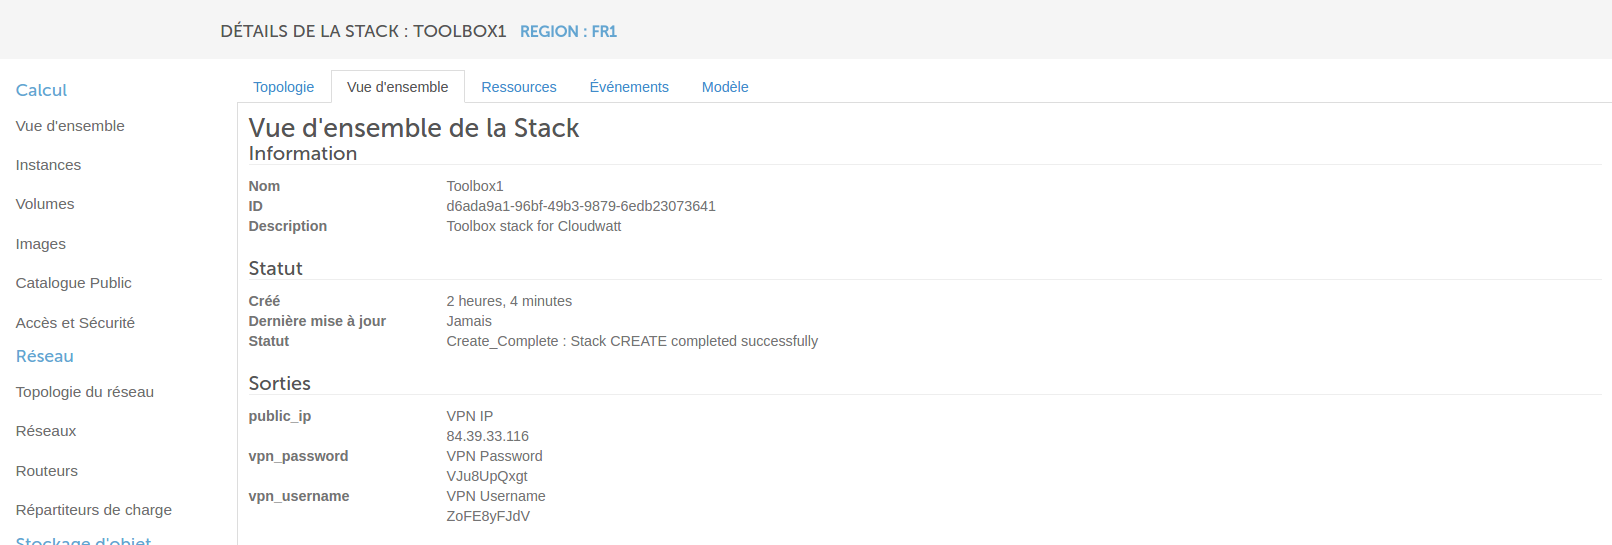 DÉTAILS DE LA STACK : TOOLBOX1 REGION : FR1
Calcul
Vue d'ensemble
Instances
Volumes
Images
Catalogue Public
Accès et Sécurité
Réseau
Topologie du réseau
Réseaux
Routeurs
Répartiteurs de charge
Stockage d'objet
Topologie Vue d'ensemble Ressources Événements Modèle
Vue d'ensemble de la Stack
Information
Nom Toolbox1
ID d6ada9a1-96bf-49b3-9879-6edb23073641
Description Toolbox stack for Cloudwatt
Statut
Créé 2 heures, 4 minutes
Dernière mise à jour Jamais
Statut Create_Complete : Stack CREATE completed successfully
Sorties
public_ip VPN IP
84.39.33.116
vpn_password VPN Password
VJu8UpQxgt
vpn_username VPN Username
ZoFE8yFJdV